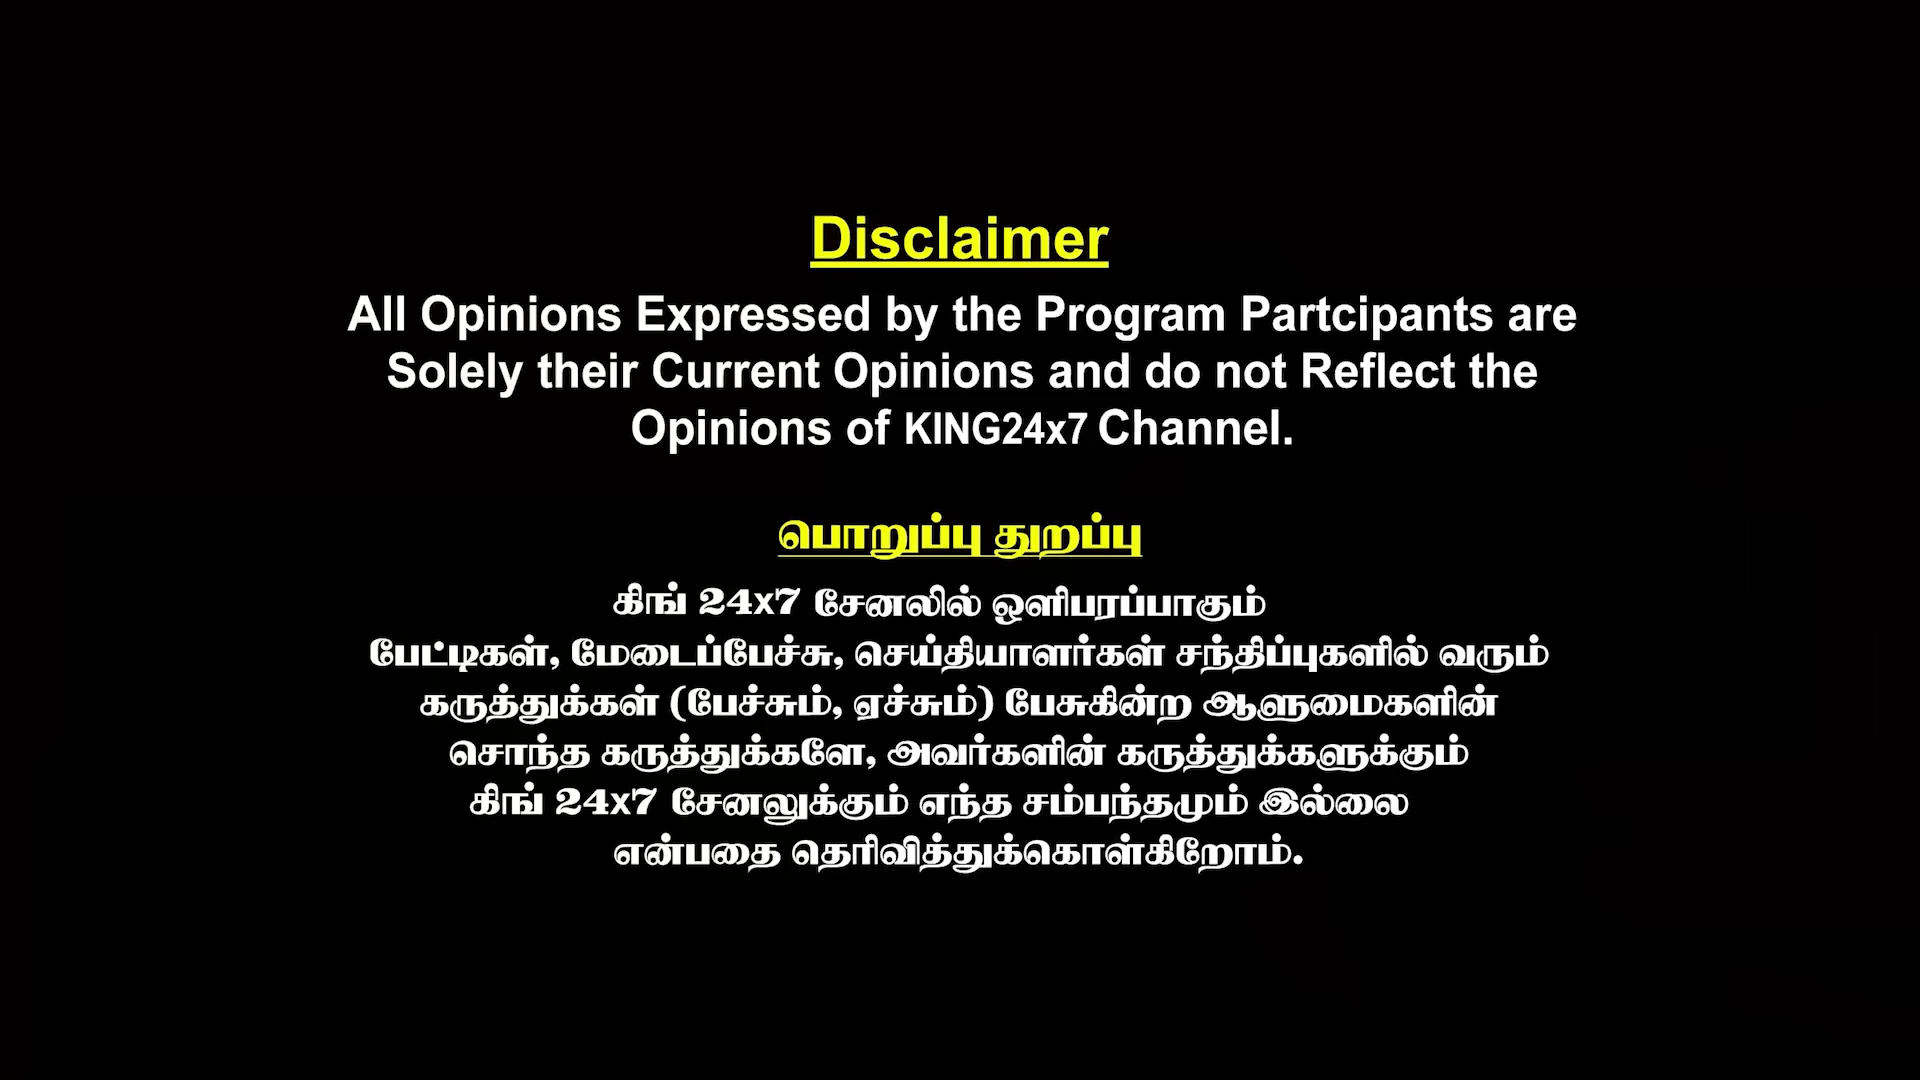 Disclaimer
All Opinions Expressed by the Program Partcipants are
Solely their Current Opinions and do not Reflect the
Opinions of KING24x7 Channel.
பொறுப்பு துறப்பு
கிங் 24x7 சேனலில் ஒளிபரப்பாகும்
பேட்டிகள், மேடைப்பேச்சு, செய்தியாளர்கள் சந்திப்புகளில் வரும்
கருத்துக்கள் (பேச்சும், ஏச்சும்) பேசுகின்ற ஆளுமைகளின்
சொந்த கருத்துக்களே, அவர்களின் கருத்துக்களுக்கும்
கிங் 24x7 சேனலுக்கும் எந்த சம்பந்தமும் இல்லை
என்பதை தெரிவித்துக்கொள்கிறோம்.